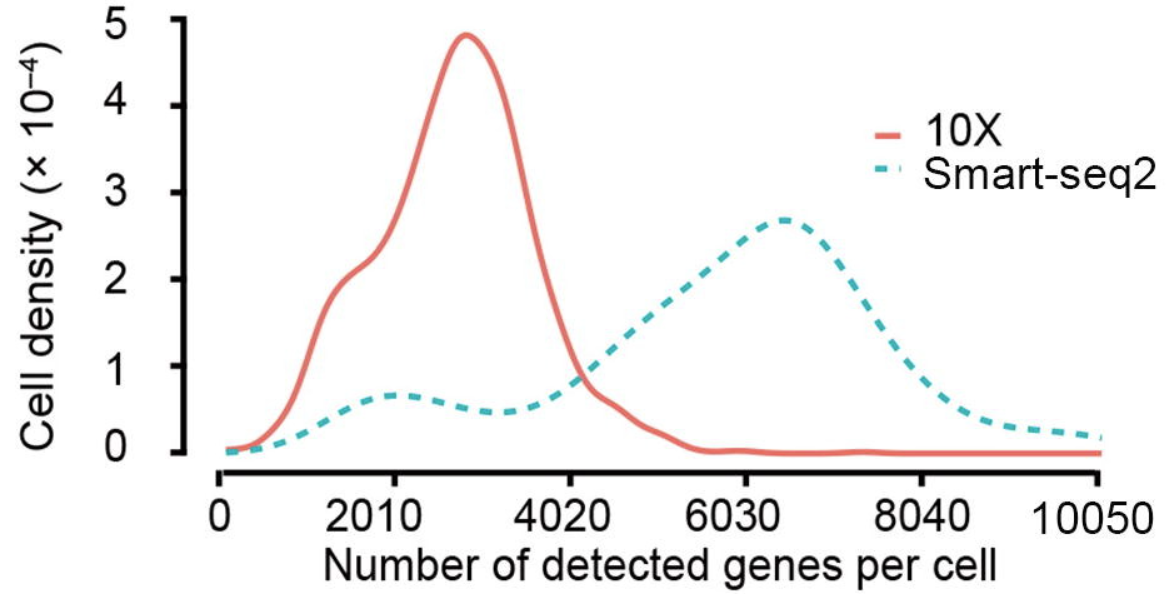 Cell density (× 10⁻⁴)
5
4
3
2
1
0
10X
Smart-seq2
0 2010 4020 6030 8040 10050
Number of detected genes per cell